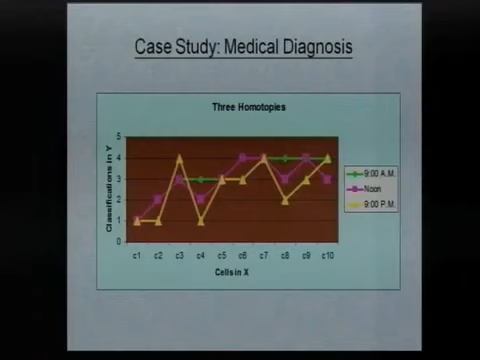 Case Study: Medical Diagnosis
Three Homotopies
Classifications in Y
5
4
3
2
1
0
c1 c2 c3 c4 c5 c6 c7 c8 c9 c10
Cells in X
9:00 A.M.
Noon
9:00 P.M.